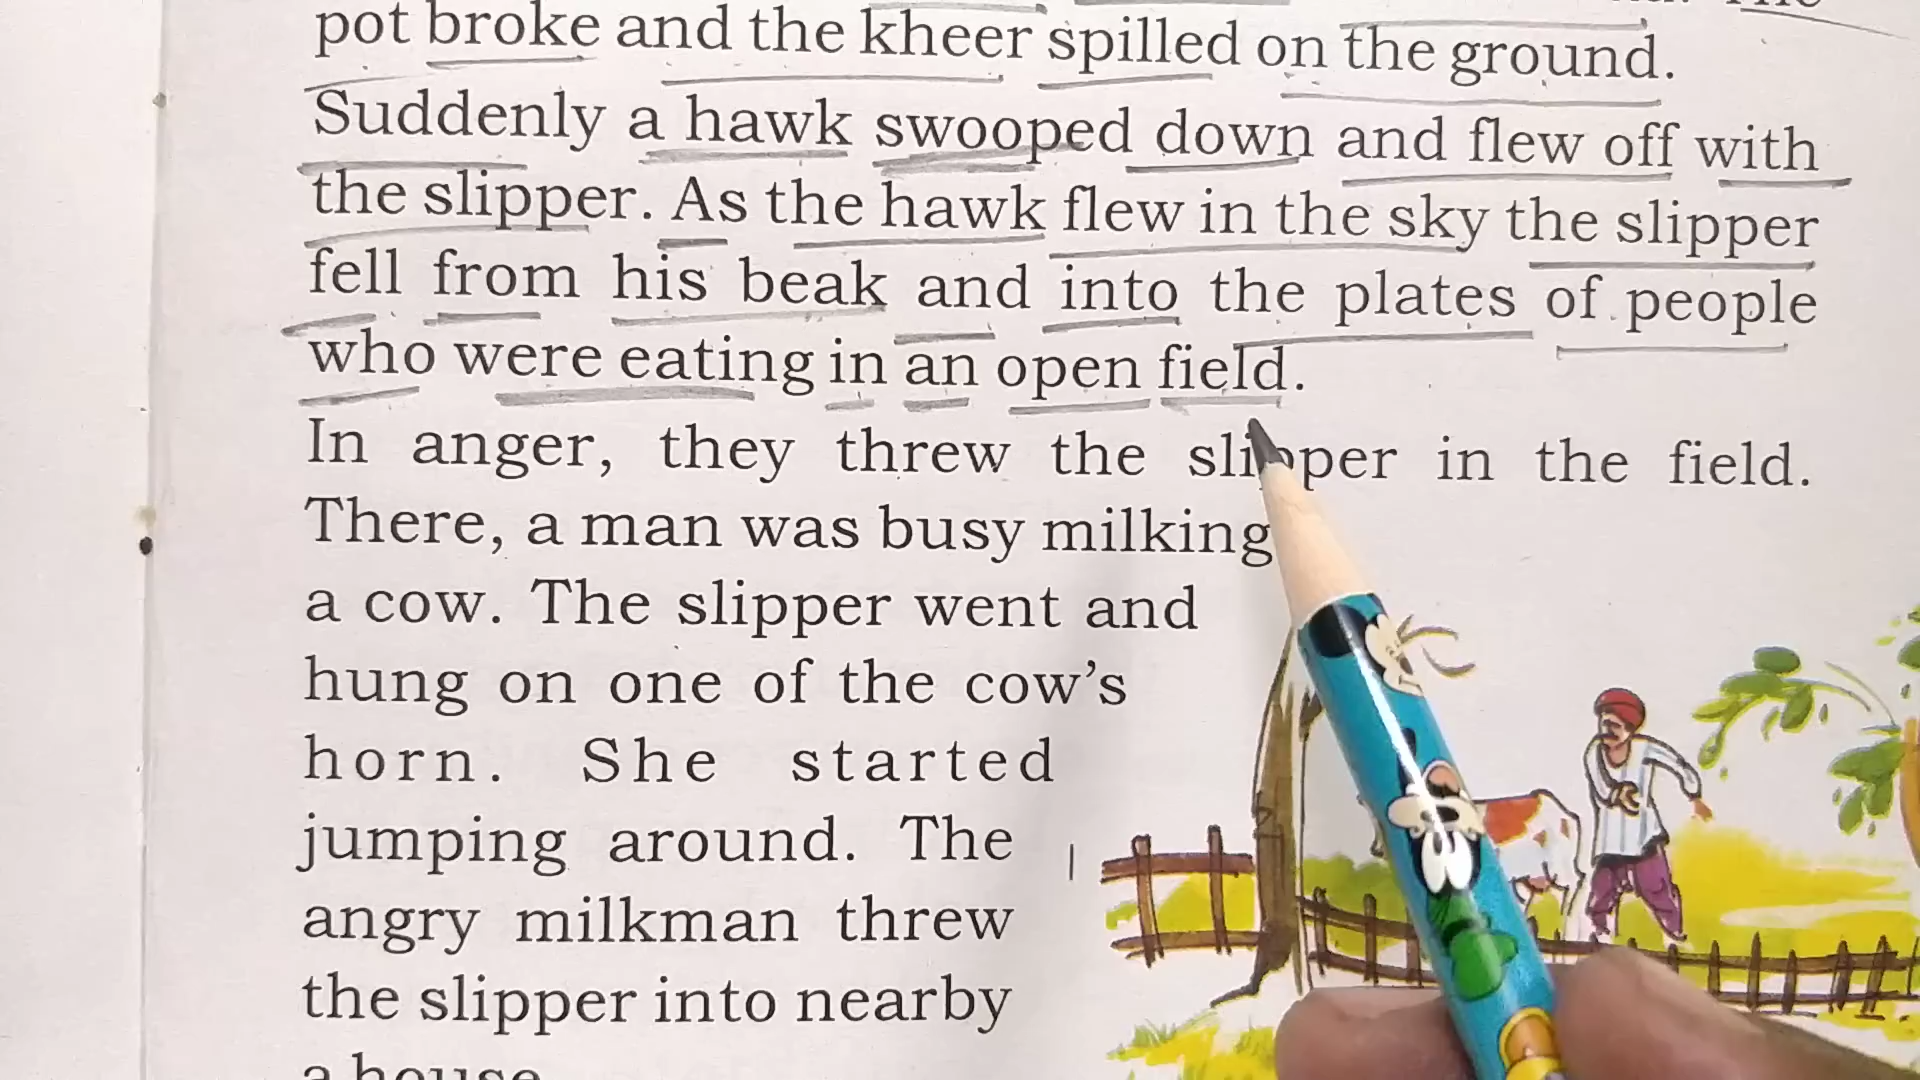 pot broke and the kheer spilled on the ground.
Suddenly a hawk swooped down and flew off with
the slipper. As the hawk flew in the sky the slipper
fell from his beak and into the plates of people
who were eating in an open field.
In anger, they threw the slipper in the field.
There, a man was busy milking
a cow. The slipper went and
hung on one of the cow's
horn. She started
jumping around. The
angry milkman threw
the slipper into nearby
a house